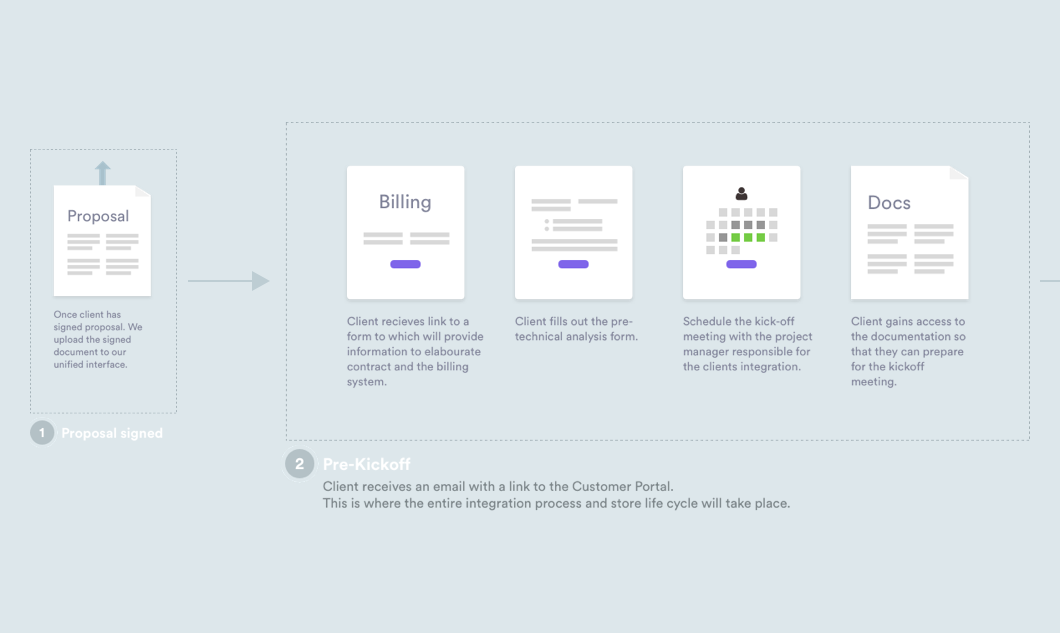 Proposal
Once client has
signed proposal. We
upload the signed
document to our
unified interface.
1 Proposal signed
Billing
Client recieves link to a
form to which will provide
information to elabourate
contract and the billing
system.
Client fills out the pre-
technical analysis form.
Schedule the kick-off
meeting with the project
manager responsible for
the clients integration.
Docs
Client gains access to
the documentation so
that they can prepare
for the kickoff
meeting.
2 Pre-Kickoff
Client receives an email with a link to the Customer Portal.
This is where the entire integration process and store life cycle will take place.